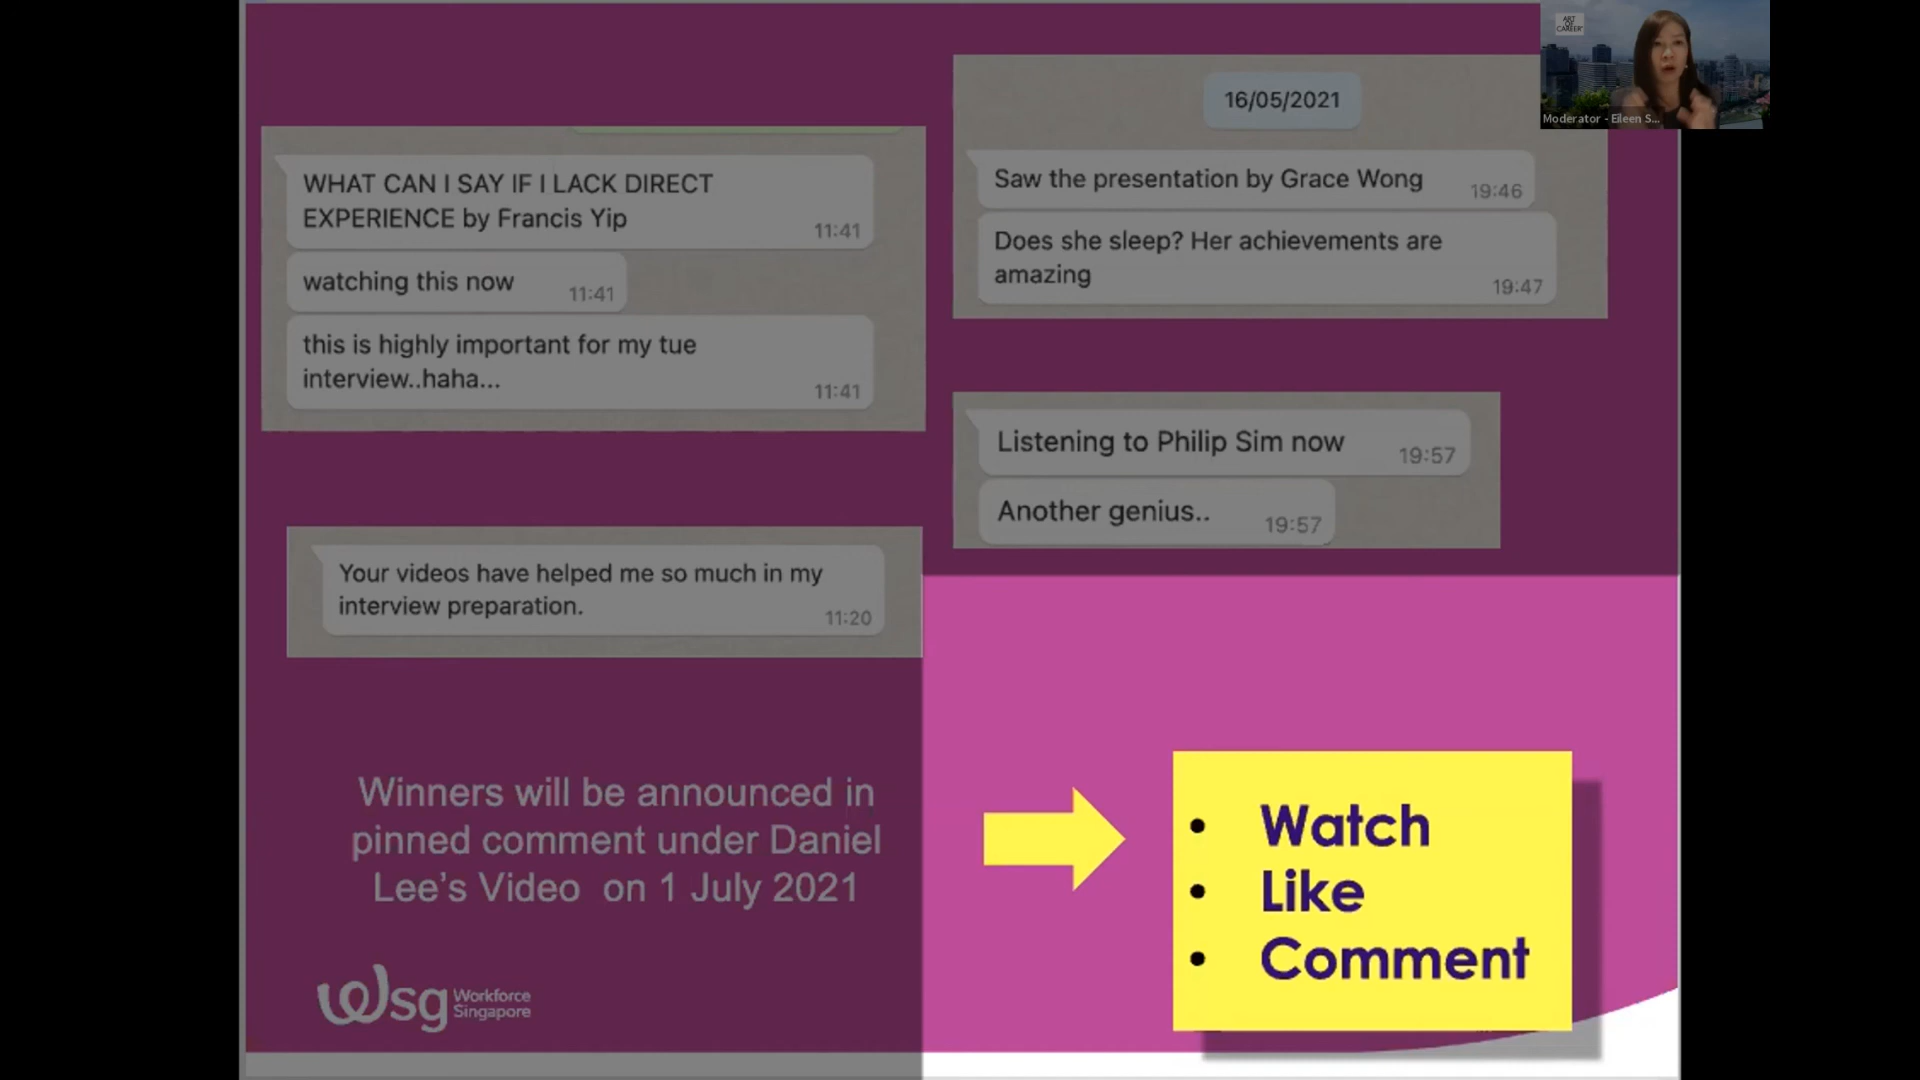 WHAT CAN I SAY IF I LACK DIRECT
EXPERIENCE by Francis Yip
11:41
watching this now
11:41
this is highly important for my tue
interview..haha...
11:41
Your videos have helped me so much in my
interview preparation.
11:20
Winners will be announced in
pinned comment under Daniel
Lee's Video on 1 July 2021
wsg Workforce
Singapore
16/05/2021
Saw the presentation by Grace Wong
19:46
Does she sleep? Her achievements are
amazing
19:47
Listening to Philip Sim now
19:57
Another genius..
19:57
• Watch
• Like
• Comment
ART
OF
CAREER
Moderator - Eileen S...